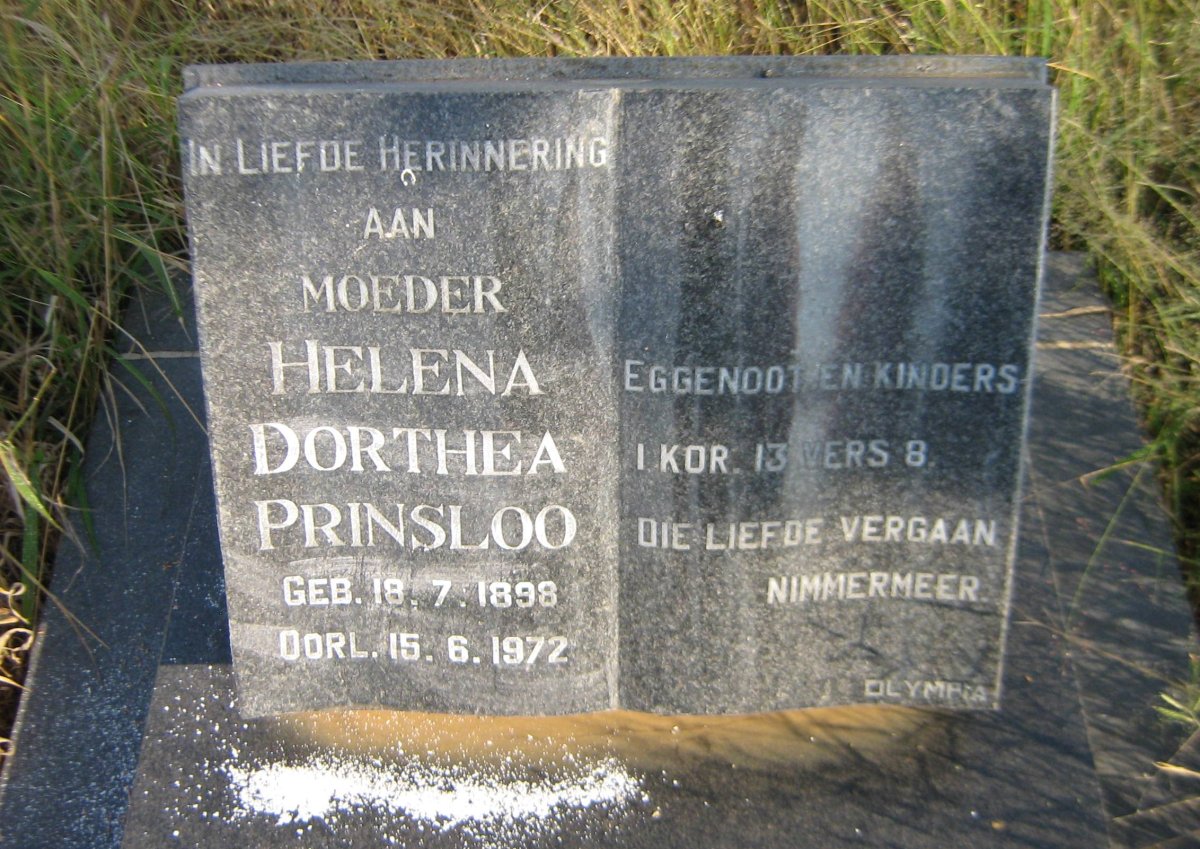 IN LIEFDE HERINNERING
AAN
MOEDER
HELENA
DORTHEA
PRINSLOO
GEB. 18. 7. 1898
OORL. 15. 6. 1972
EGGENOOT EN KINDERS
I KOR. 13 VERS 8.
DIE LIEFDE VERGAAN
NIMMERMEER.
OLYMPIA